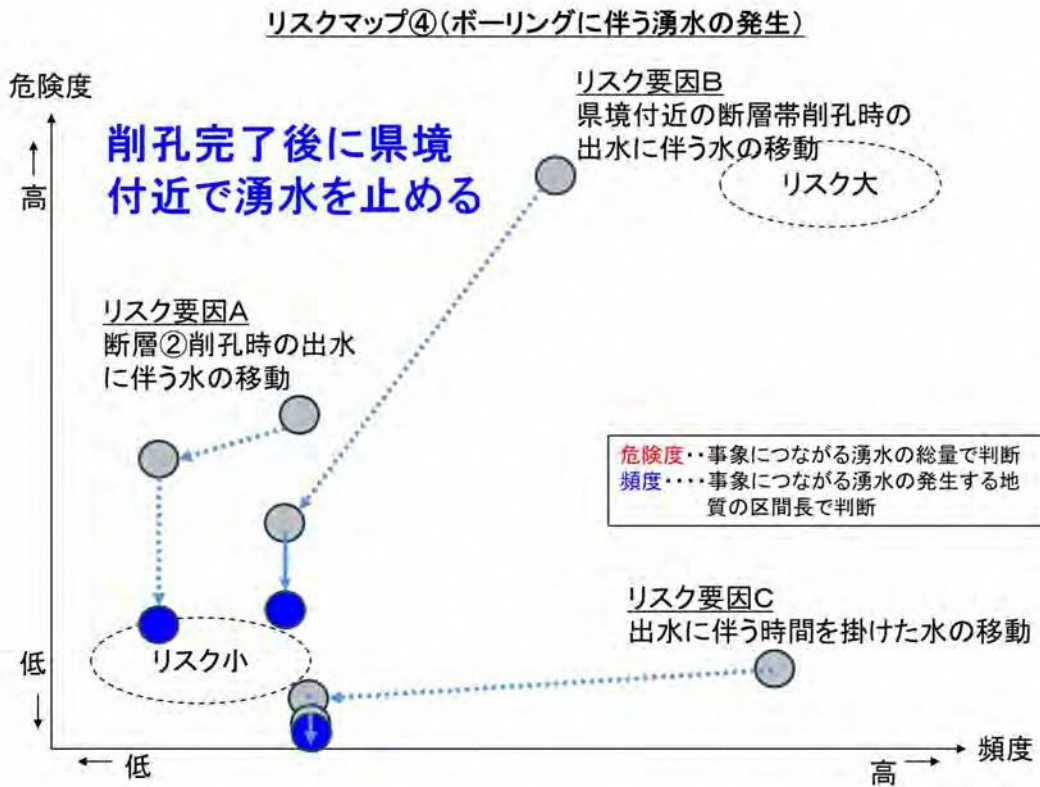 リスクマップ④(ボーリングに伴う湧水の発生)
危険度
↑
高
削孔完了後に県境
付近で湧水を止める
リスク要因B
県境付近の断層帯削孔時の
出水に伴う水の移動
リスク大
リスク要因A
断層②削孔時の出水
に伴う水の移動
危険度‥事象につながる湧水の総量で判断
頻度‥‥事象につながる湧水の発生する地
質の区間長で判断
リスク要因C
出水に伴う時間を掛けた水の移動
リスク小
低
↓
← 低
高 →
頻度